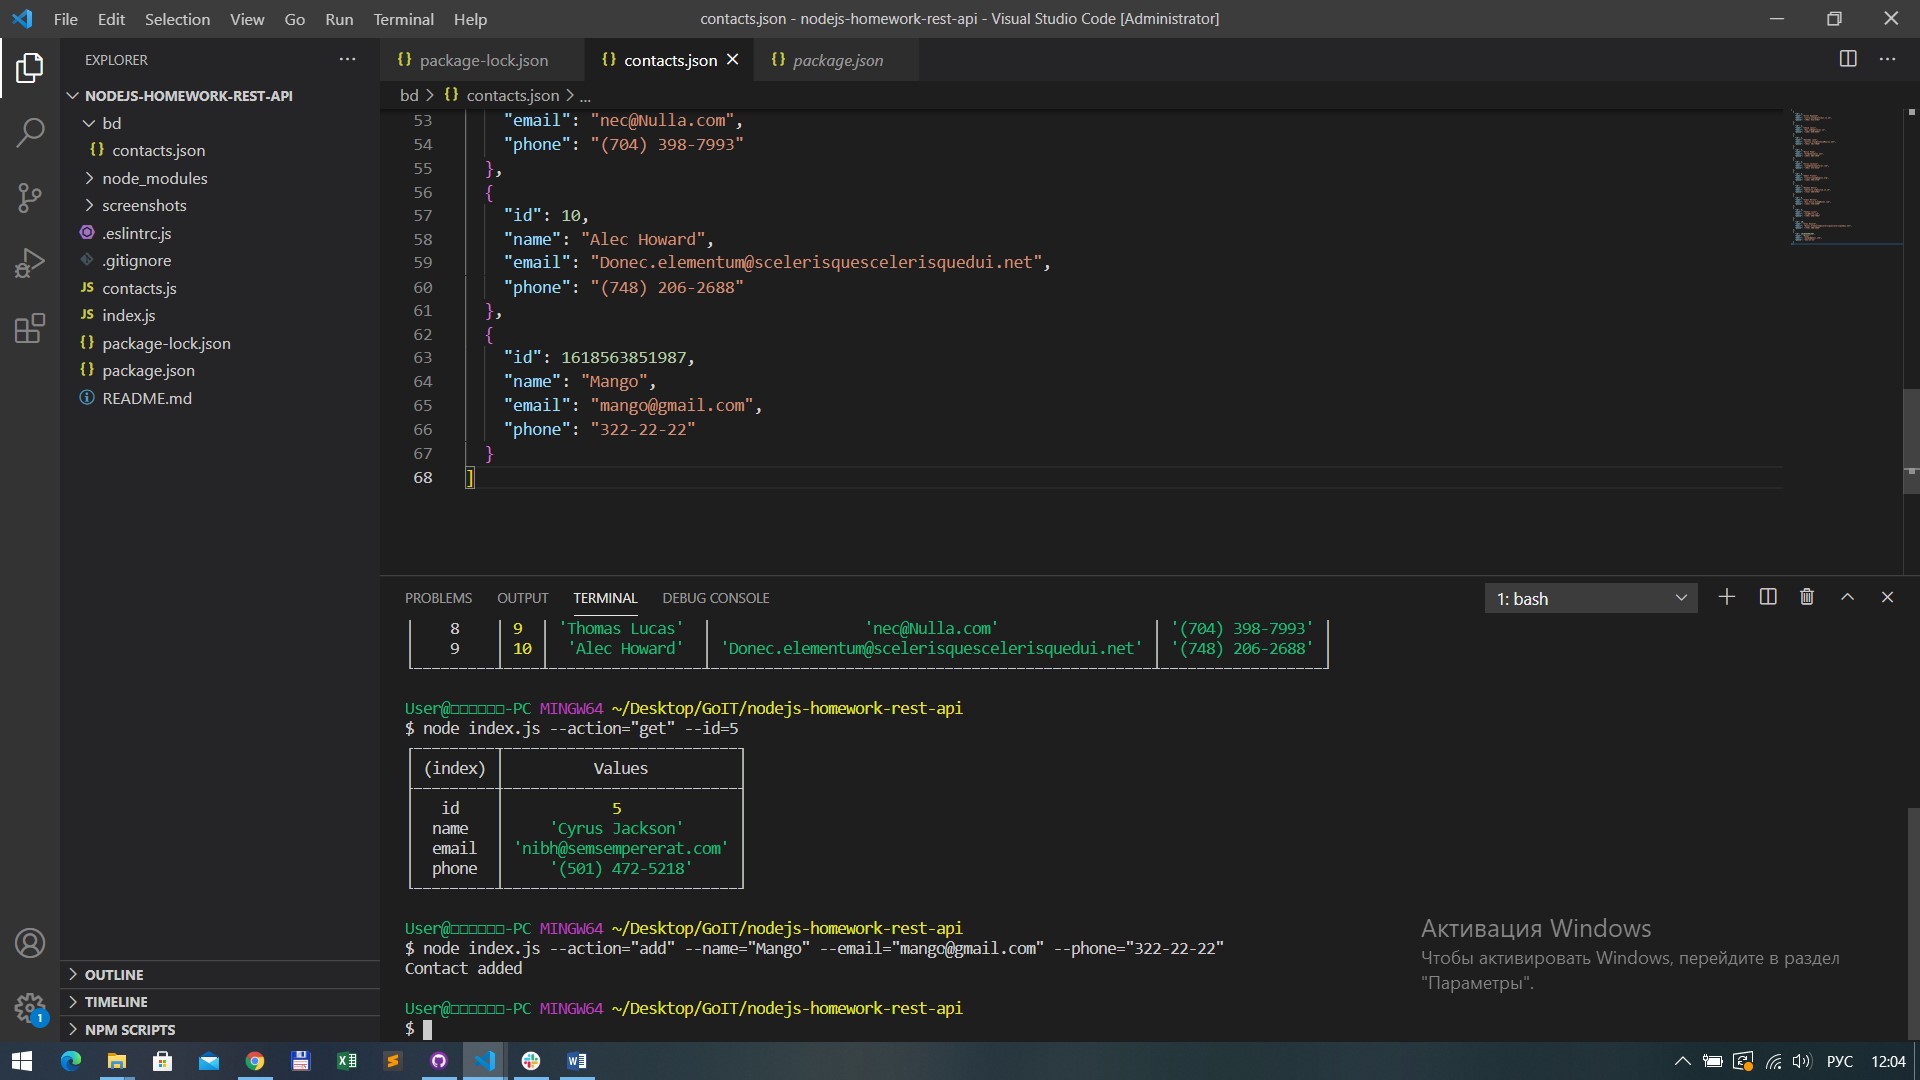 File Edit Selection View Go Run Terminal Help
contacts.json - nodejs-homework-rest-api - Visual Studio Code [Administrator]
EXPLORER
NODEJS-HOMEWORK-REST-API
bd
contacts.json
node_modules
screenshots
.eslintrc.js
.gitignore
JS contacts.js
JS index.js
package-lock.json
package.json
README.md
OUTLINE
TIMELINE
NPM SCRIPTS
1
package-lock.json contacts.json package.json
bd > {} contacts.json > ...
53 "email": "nec@Nulla.com",
54 "phone": "(704) 398-7993"
55 },
56 {
57 "id": 10,
58 "name": "Alec Howard",
59 "email": "Donec.elementum@scelerisquescelerisquedui.net",
60 "phone": "(748) 206-2688"
61 },
62 {
63 "id": 1618563851987,
64 "name": "Mango",
65 "email": "mango@gmail.com",
66 "phone": "322-22-22"
67 }
68 ]
PROBLEMS OUTPUT TERMINAL DEBUG CONSOLE
1: bash
8 9 'Thomas Lucas' 'nec@Nulla.com' '(704) 398-7993'
9 10 'Alec Howard' 'Donec.elementum@scelerisquescelerisquedui.net' '(748) 206-2688'
User@□□□□□□-PC MINGW64 ~/Desktop/GoIT/nodejs-homework-rest-api
$ node index.js --action="get" --id=5
(index) Values
id 5
name 'Cyrus Jackson'
email 'nibh@semsempererat.com'
phone '(501) 472-5218'
User@□□□□□□-PC MINGW64 ~/Desktop/GoIT/nodejs-homework-rest-api
$ node index.js --action="add" --name="Mango" --email="mango@gmail.com" --phone="322-22-22"
Contact added
User@□□□□□□-PC MINGW64 ~/Desktop/GoIT/nodejs-homework-rest-api
$
Активация Windows
Чтобы активировать Windows, перейдите в раздел
"Параметры".
РУС 12:04